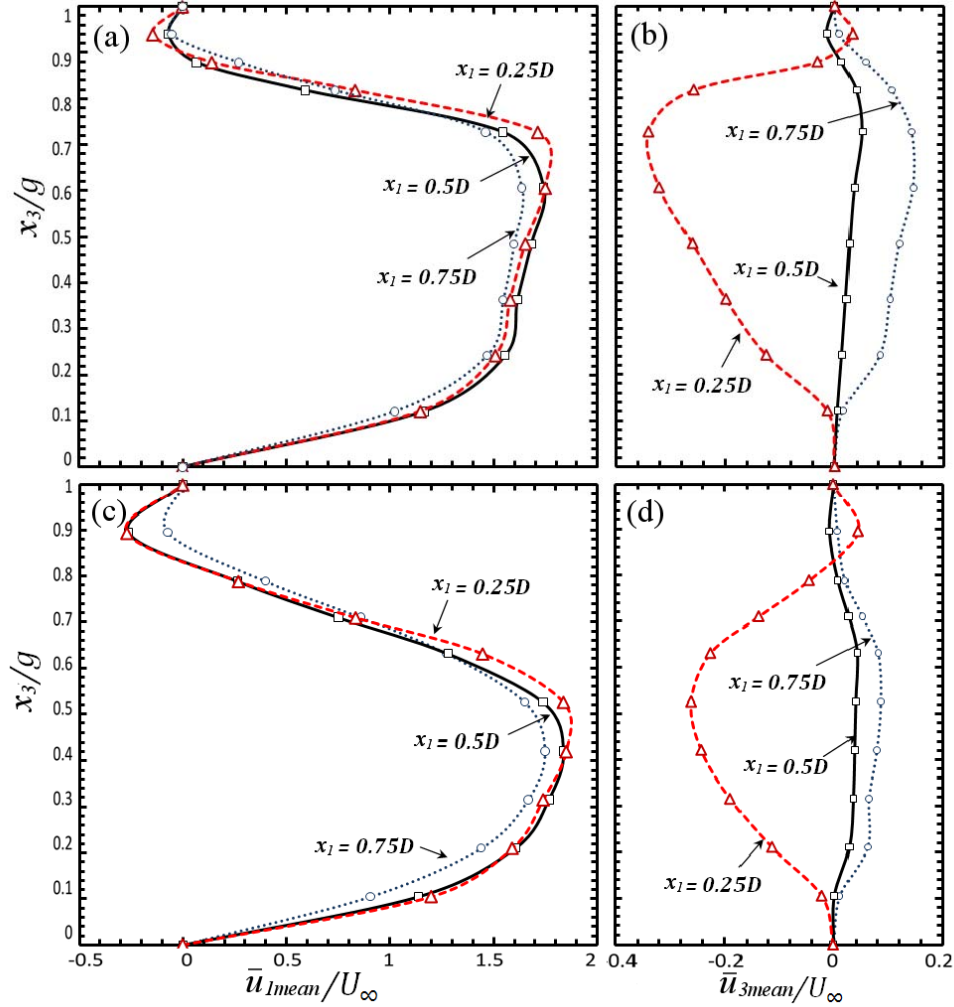 (a)
1
0.9
0.8
0.7
0.6
0.5
0.4
0.3
0.2
0.1
0
x₃/g
x₁ = 0.25D
x₁ = 0.5D
x₁ = 0.75D
(b)
x₁ = 0.75D
x₁ = 0.5D
x₁ = 0.25D
(c)
1
0.9
0.8
0.7
0.6
0.5
0.4
0.3
0.2
0.1
0
x₃/g
x₁ = 0.25D
x₁ = 0.5D
x₁ = 0.75D
-0.5 0 0.5 1 1.5 2
ū₁mean/U∞
(d)
x₁ = 0.75D
x₁ = 0.5D
x₁ = 0.25D
-0.4 -0.2 0 0.2
ū₃mean/U∞